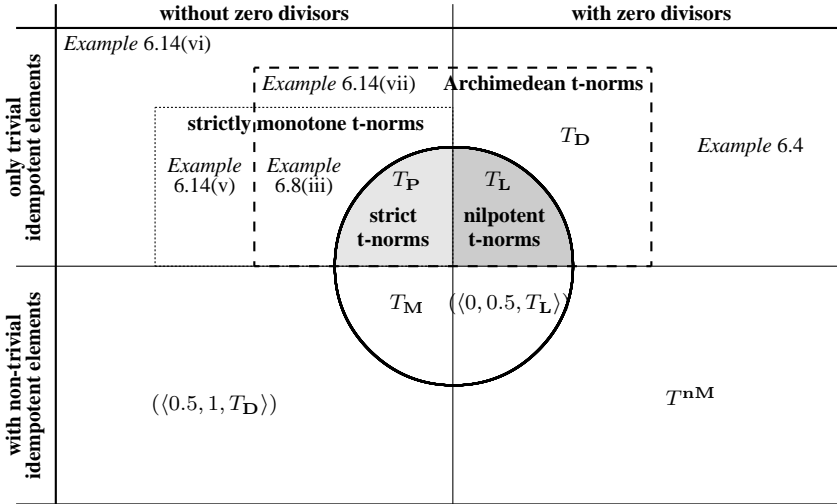 without zero divisors
with zero divisors
only trivial
idempotent elements
Example 6.14(vi)
Example 6.14(vii)
Archimedean t-norms
strictly monotone t-norms
T_D
Example 6.4
Example
6.14(v)
Example
6.8(iii)
T_P
strict
t-norms
T_L
nilpotent
t-norms
with non-trivial
idempotent elements
T_M
(⟨0, 0.5, T_L⟩)
(⟨0.5, 1, T_D⟩)
T^nM